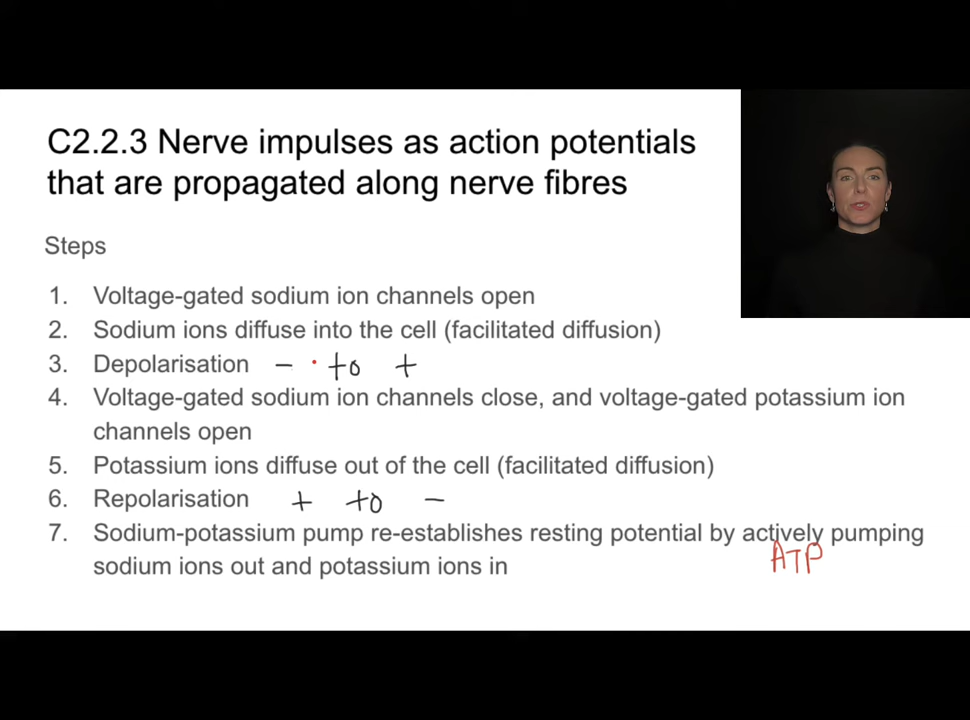 C2.2.3 Nerve impulses as action potentials
that are propagated along nerve fibres
Steps
1. Voltage-gated sodium ion channels open
2. Sodium ions diffuse into the cell (facilitated diffusion)
3. Depolarisation - to +
4. Voltage-gated sodium ion channels close, and voltage-gated potassium ion
channels open
5. Potassium ions diffuse out of the cell (facilitated diffusion)
6. Repolarisation + to -
7. Sodium-potassium pump re-establishes resting potential by actively pumping
ATP
sodium ions out and potassium ions in